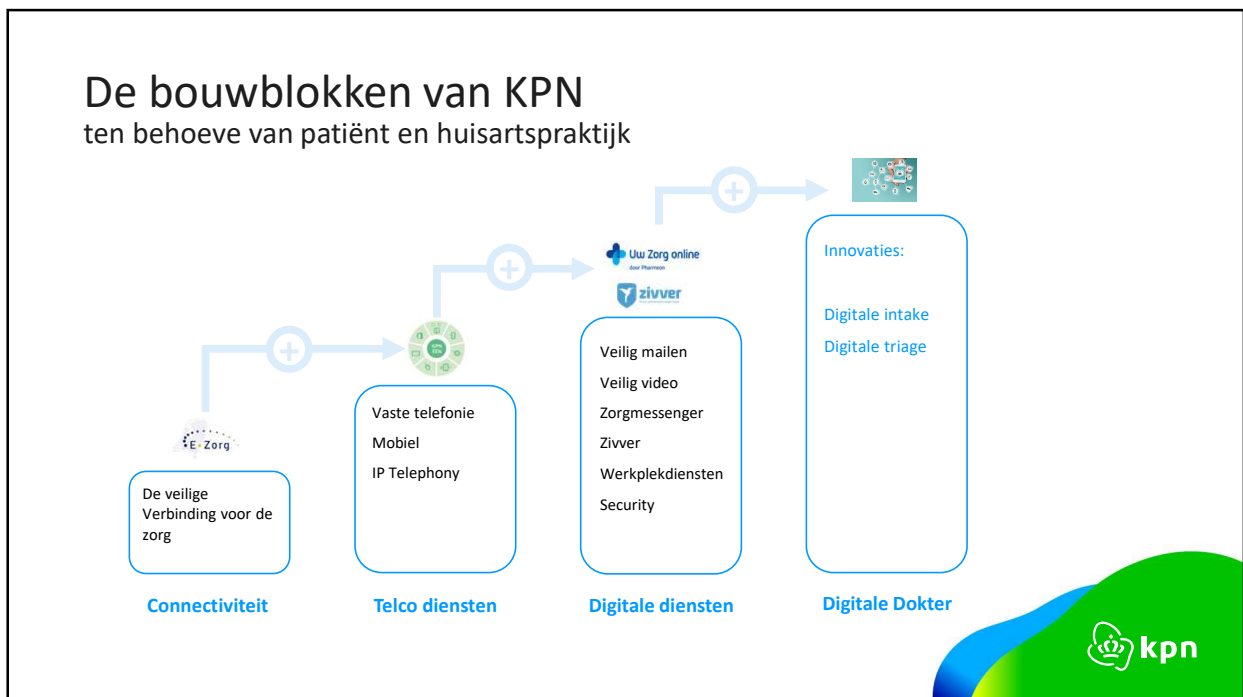 De bouwblokken van KPN
ten behoeve van patiënt en huisartspraktijk
E-Zorg
De veilige
Verbinding voor de
zorg
Connectiviteit
Vaste telefonie
Mobiel
IP Telephony
Telco diensten
Uw Zorg online
door Pharmeon
zivver
Veilig mailen
Veilig video
Zorgmessenger
Zivver
Werkplekdiensten
Security
Digitale diensten
Innovaties:
Digitale intake
Digitale triage
Digitale Dokter
kpn